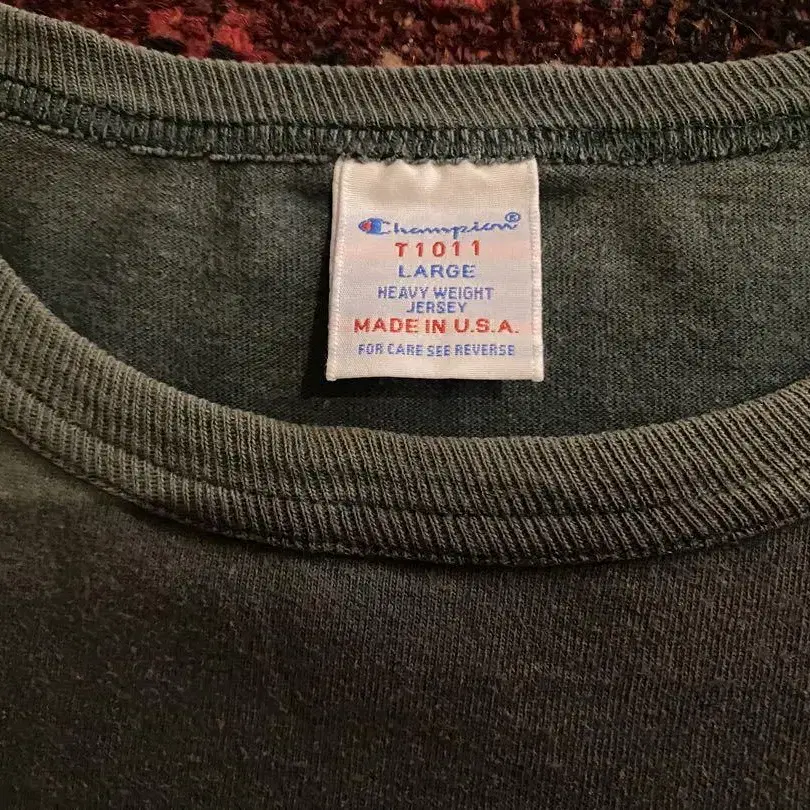 Champion®
T1011
LARGE
HEAVY WEIGHT
JERSEY
MADE IN U.S.A.
FOR CARE SEE REVERSE